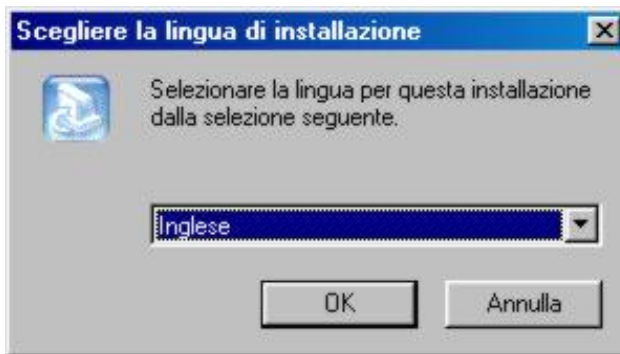 Scegliere la lingua di installazione
Selezionare la lingua per questa installazione
dalla selezione seguente.
Inglese
OK
Annulla